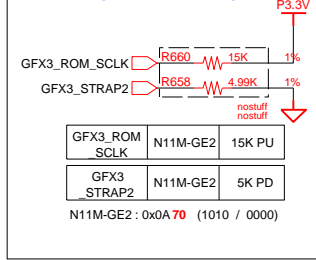 P3.3V
GFX3_ROM_SCLK R660 15K 1%
GFX3_STRAP2 R658 4.99K 1%
nostuff
nostuff
GFX3_ROM
_SCLK
N11M-GE2
15K PU
GFX3
_STRAP2
N11M-GE2
5K PD
N11M-GE2 : 0x0A70 (1010 / 0000)